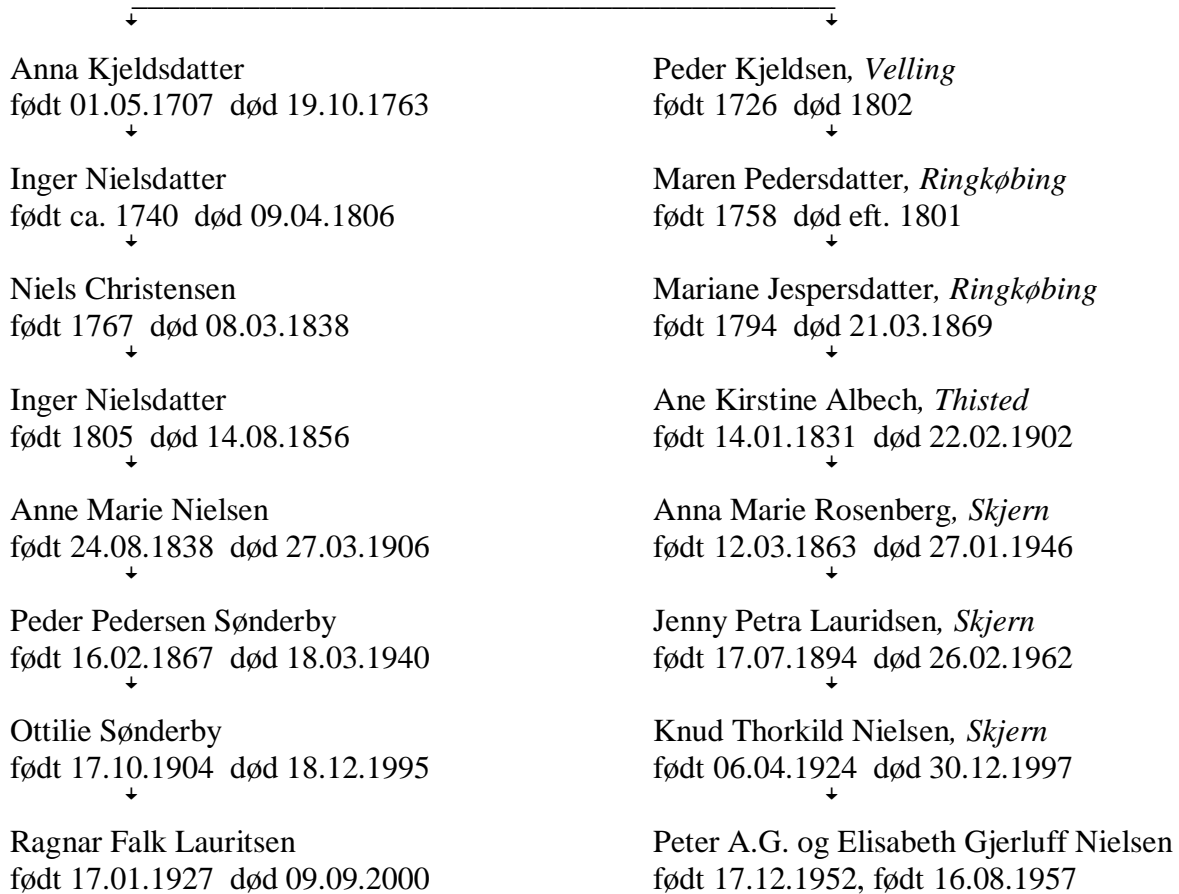 Anna Kjeldsdatter
født 01.05.1707  død 19.10.1763
Peder Kjeldsen, Velling
født 1726  død 1802
Inger Nielsdatter
født ca. 1740  død 09.04.1806
Maren Pedersdatter, Ringkøbing
født 1758  død eft. 1801
Niels Christensen
født 1767  død 08.03.1838
Mariane Jespersdatter, Ringkøbing
født 1794  død 21.03.1869
Inger Nielsdatter
født 1805  død 14.08.1856
Ane Kirstine Albech, Thisted
født 14.01.1831  død 22.02.1902
Anne Marie Nielsen
født 24.08.1838  død 27.03.1906
Anna Marie Rosenberg, Skjern
født 12.03.1863  død 27.01.1946
Peder Pedersen Sønderby
født 16.02.1867  død 18.03.1940
Jenny Petra Lauridsen, Skjern
født 17.07.1894  død 26.02.1962
Ottilie Sønderby
født 17.10.1904  død 18.12.1995
Knud Thorkild Nielsen, Skjern
født 06.04.1924  død 30.12.1997
Ragnar Falk Lauritsen
født 17.01.1927  død 09.09.2000
Peter A.G. og Elisabeth Gjerluff Nielsen
født 17.12.1952, født 16.08.1957